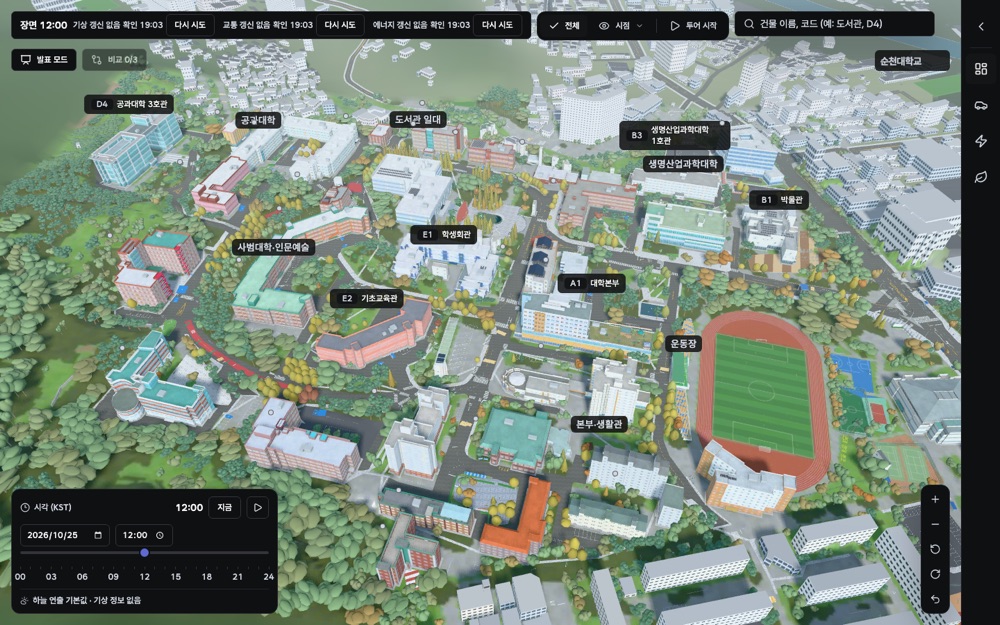 장면 12:00 기상 갱신 없음 확인 19:03 다시 시도 교통 갱신 없음 확인 19:03 다시 시도 에너지 갱신 없음 확인 19:03 다시 시도
전체 시점 투어 시작
건물 이름, 코드 (예: 도서관, D4)
발표 모드 비교 0/3
순천대학교
D4 공과대학 3호관
공과대학
도서관 일대
B3 생명산업과학대학
1호관
생명산업과학대학
B1 박물관
E1 학생회관
사범대학·인문예술
A1 대학본부
E2 기초교육관
운동장
본부·생활관
시각 (KST) 12:00 지금
2026/10/25 12:00
00 03 06 09 12 15 18 21 24
하늘 연출 기본값 · 기상 정보 없음